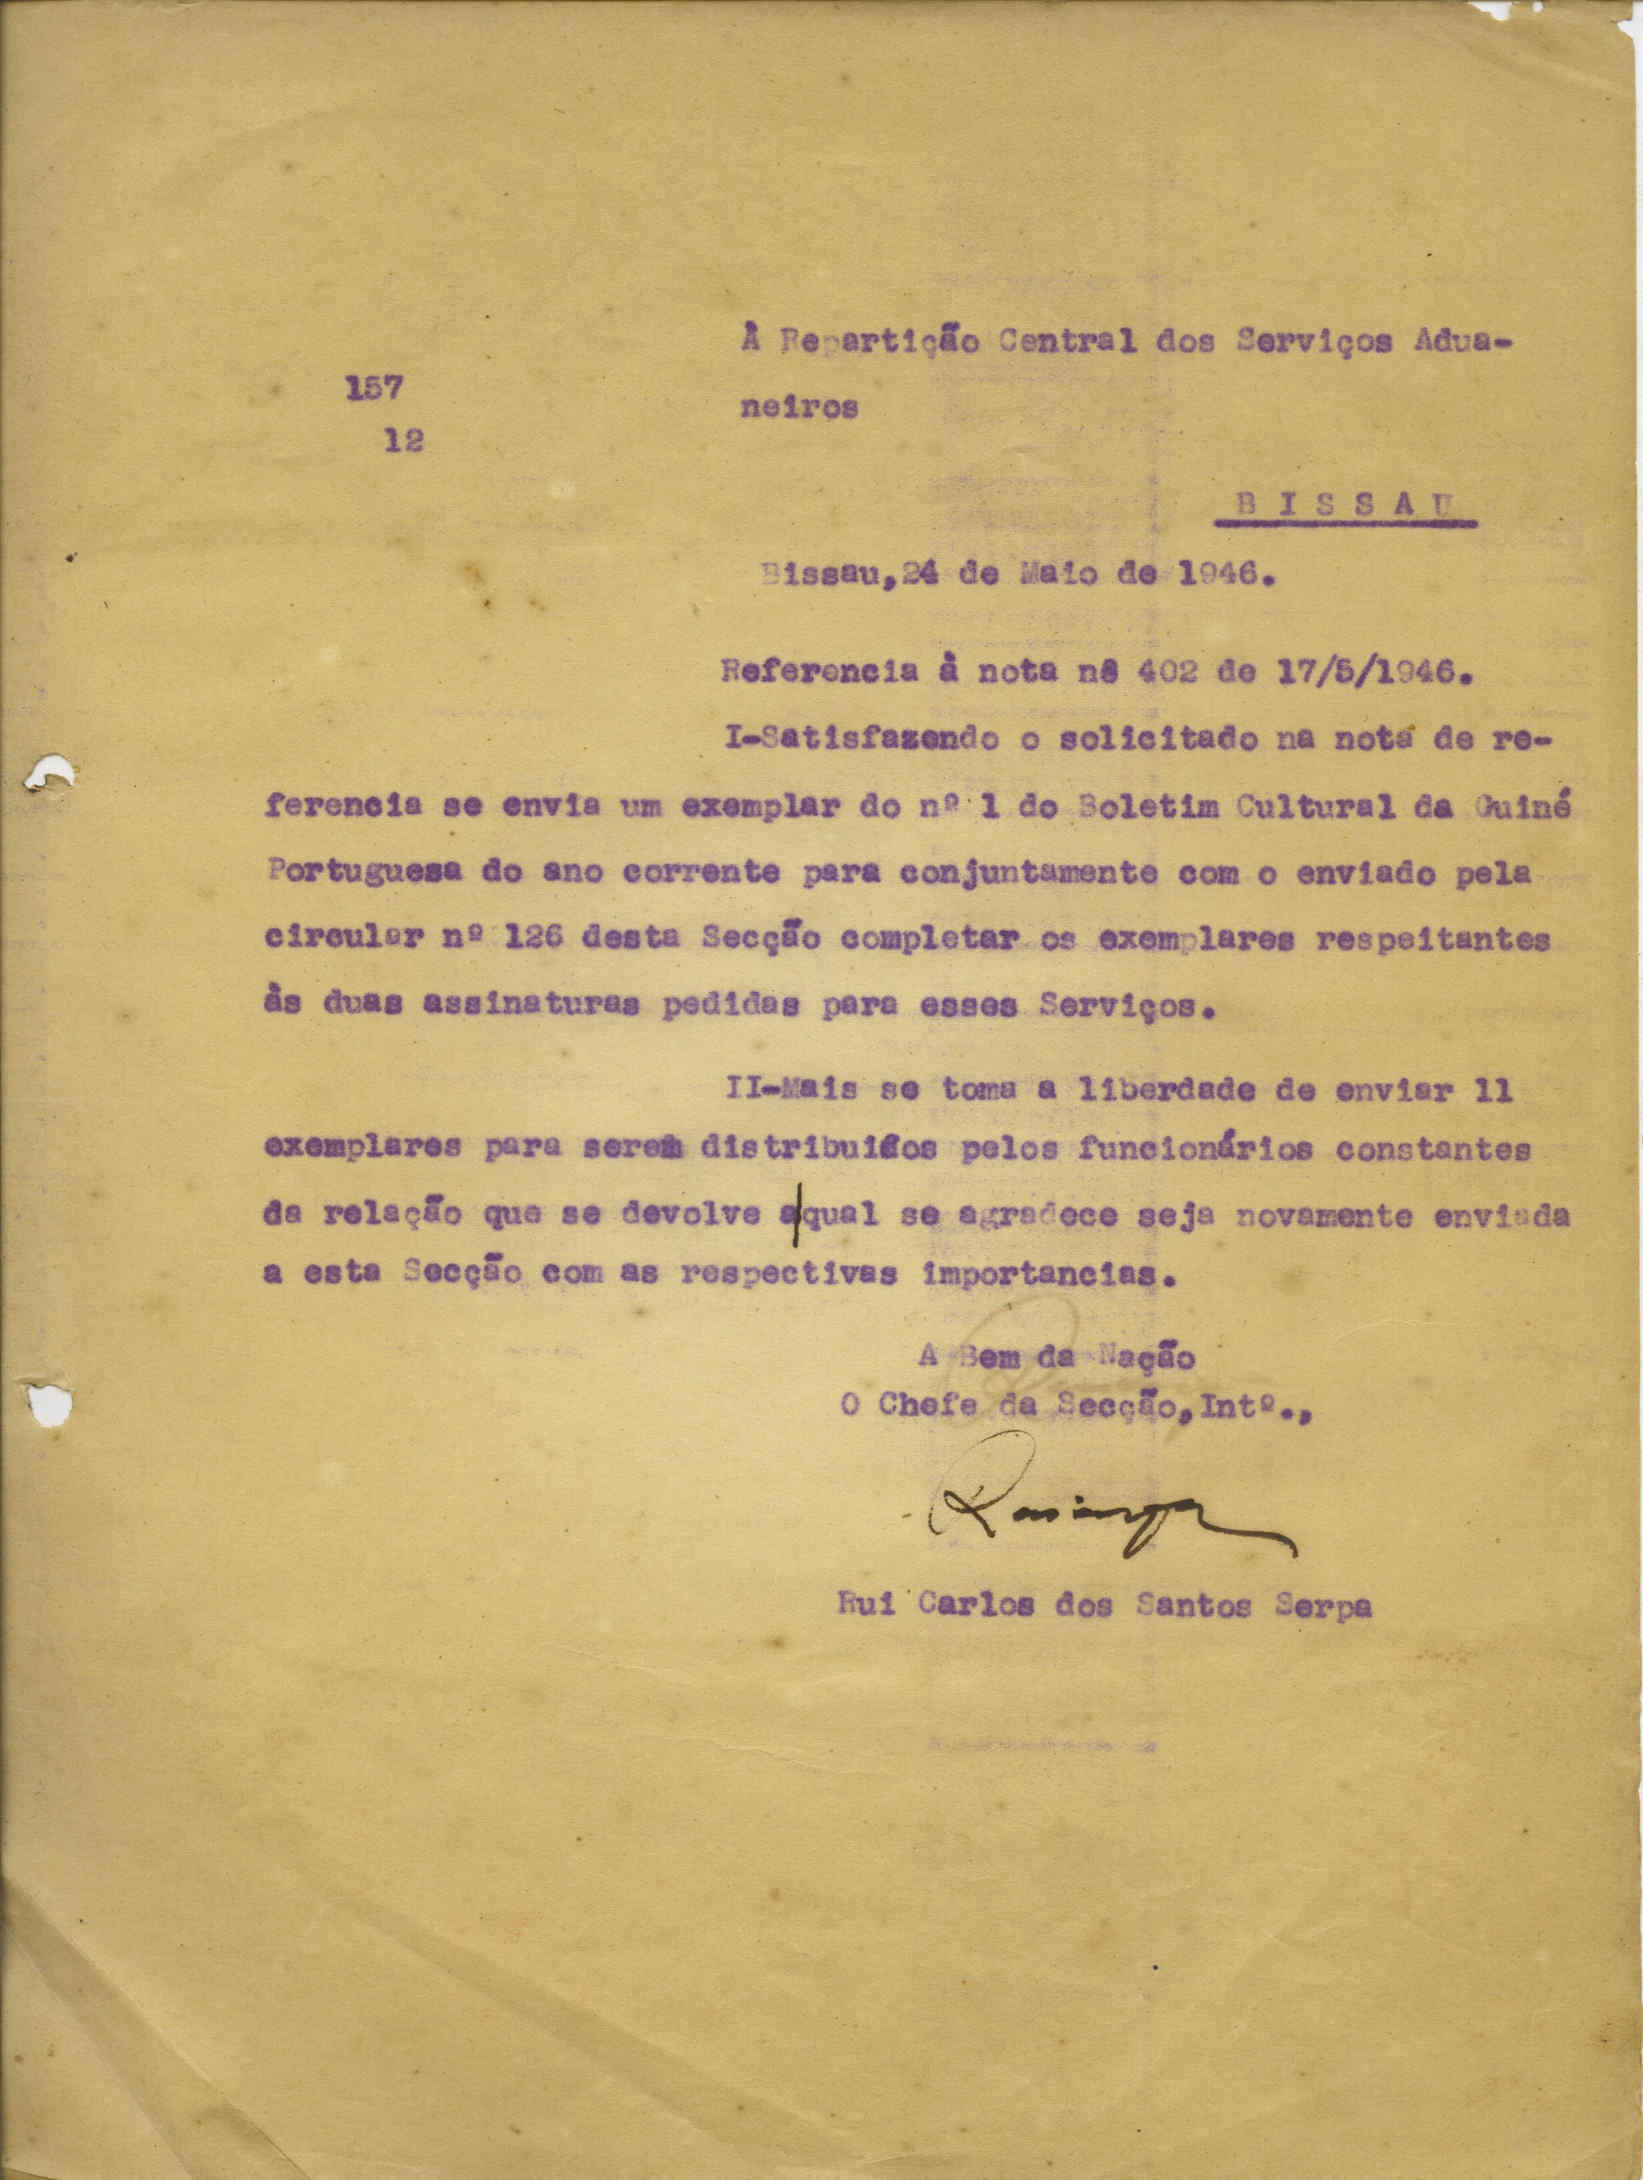 À Repartição Central dos Serviços Adua-
157
neiros
12
B I S S A U
Bissau,24 de Maio de 1946.
Referencia à nota nº 402 de 17/5/1946.
I-Satisfazendo o solicitado na nota de re-
ferencia se envia um exemplar do nº 1 do Boletim Cultural da Guiné
Portuguesa do ano corrente para conjuntamente com o enviado pela
circular nº 126 desta Secção completar os exemplares respeitantes
às duas assinaturas pedidas para esses Serviços.
II-Mais se toma a liberdade de enviar 11
exemplares para serem distribuidos pelos funcionários constantes
da relação que se devolve a|qual se agradece seja novamente enviada
a esta Secção com as respectivas importancias.
A Bem da Nação
O Chefe da Secção,Intº.,
Rui Carlos dos Santos Serpa